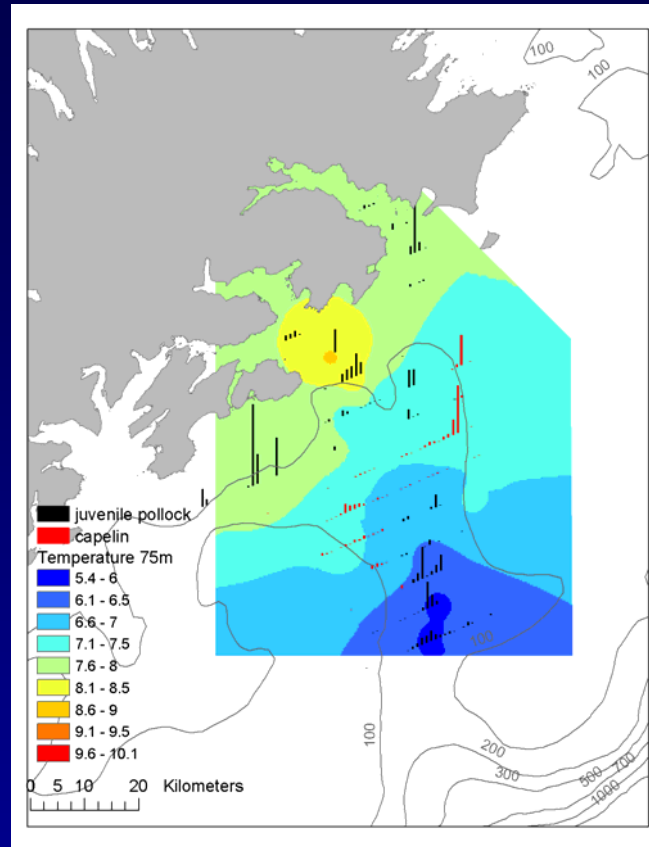 100
100
juvenile pollock
capelin
Temperature 75m
5.4 - 6
6.1 - 6.5
6.6 - 7
7.1 - 7.5
7.6 - 8
8.1 - 8.5
8.6 - 9
9.1 - 9.5
9.6 - 10.1
0 5 10 20 Kilometers
100
100
200
300
500
700
1000